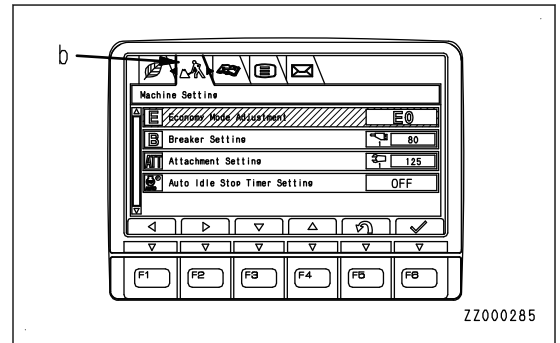 b
Machine Setting
E Economy Mode Adjustment E0
B Breaker Setting 80
ATT Attachment Setting 125
Auto Idle Stop Timer Setting OFF
F1 F2 F3 F4 F5 F6
ZZ000285